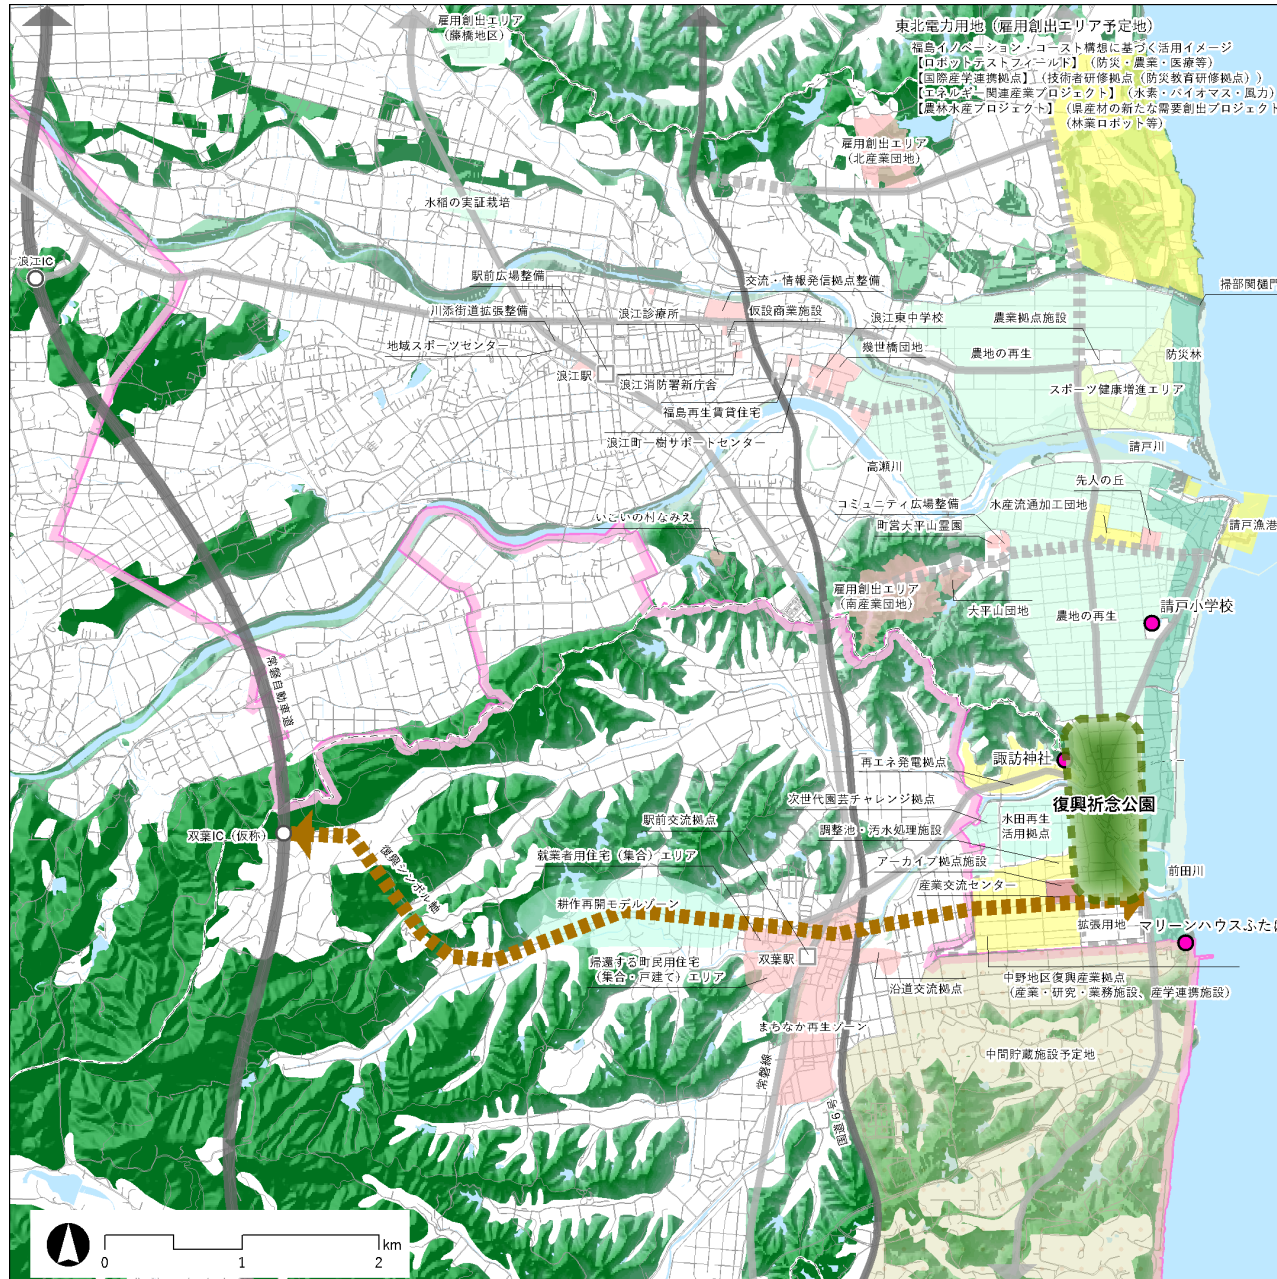 雇用創出エリア
（藤橋地区）
東北電力用地（雇用創出エリア予定地）
福島イノベーション・コースト構想に基づく活用イメージ
【ロボットテストフィールド】（防災・農業・医療等）
【国際産学連携拠点】（技術者研修拠点（防災教育研修拠点））
【エネルギー関連産業プロジェクト】（水素・バイオマス・風力）
【農林水産プロジェクト】（県産材の新たな需要創出プロジェクト
（林業ロボット等）
雇用創出エリア
（北産業団地）
水稲の実証栽培
浪江IC
駅前広場整備
交流・情報発信拠点整備
掃部関樋門
川添街道拡張整備
浪江診療所
仮設商業施設
浪江東中学校
農業拠点施設
地域スポーツセンター
幾世橋団地
農地の再生
防災林
浪江駅
浪江消防署新庁舎
スポーツ健康増進エリア
福島再生賃貸住宅
浪江町一樹サポートセンター
請戸川
高瀬川
先人の丘
コミュニティ広場整備
水産流通加工団地
いこいの村なみえ
町営大平山霊園
請戸漁港
雇用創出エリア
（南産業団地）
大平山団地
請戸小学校
農地の再生
常磐自動車道
諏訪神社
再エネ発電拠点
復興祈念公園
次世代園芸チャレンジ拠点
水田再生
活用拠点
駅前交流拠点
調整池・汚水処理施設
双葉IC（仮称）
復興シンボル軸
就業者用住宅（集合）エリア
アーカイブ拠点施設
前田川
産業交流センター
耕作再開モデルゾーン
拡張用地
マリーンハウスふたば
帰還する町民用住宅
（集合・戸建て）エリア
双葉駅
沿道交流拠点
中野地区復興産業拠点
（産業・研究・業務施設、産学連携施設）
まちなか再生ゾーン
中間貯蔵施設予定地
常磐線
国道6号
0
1
2
km